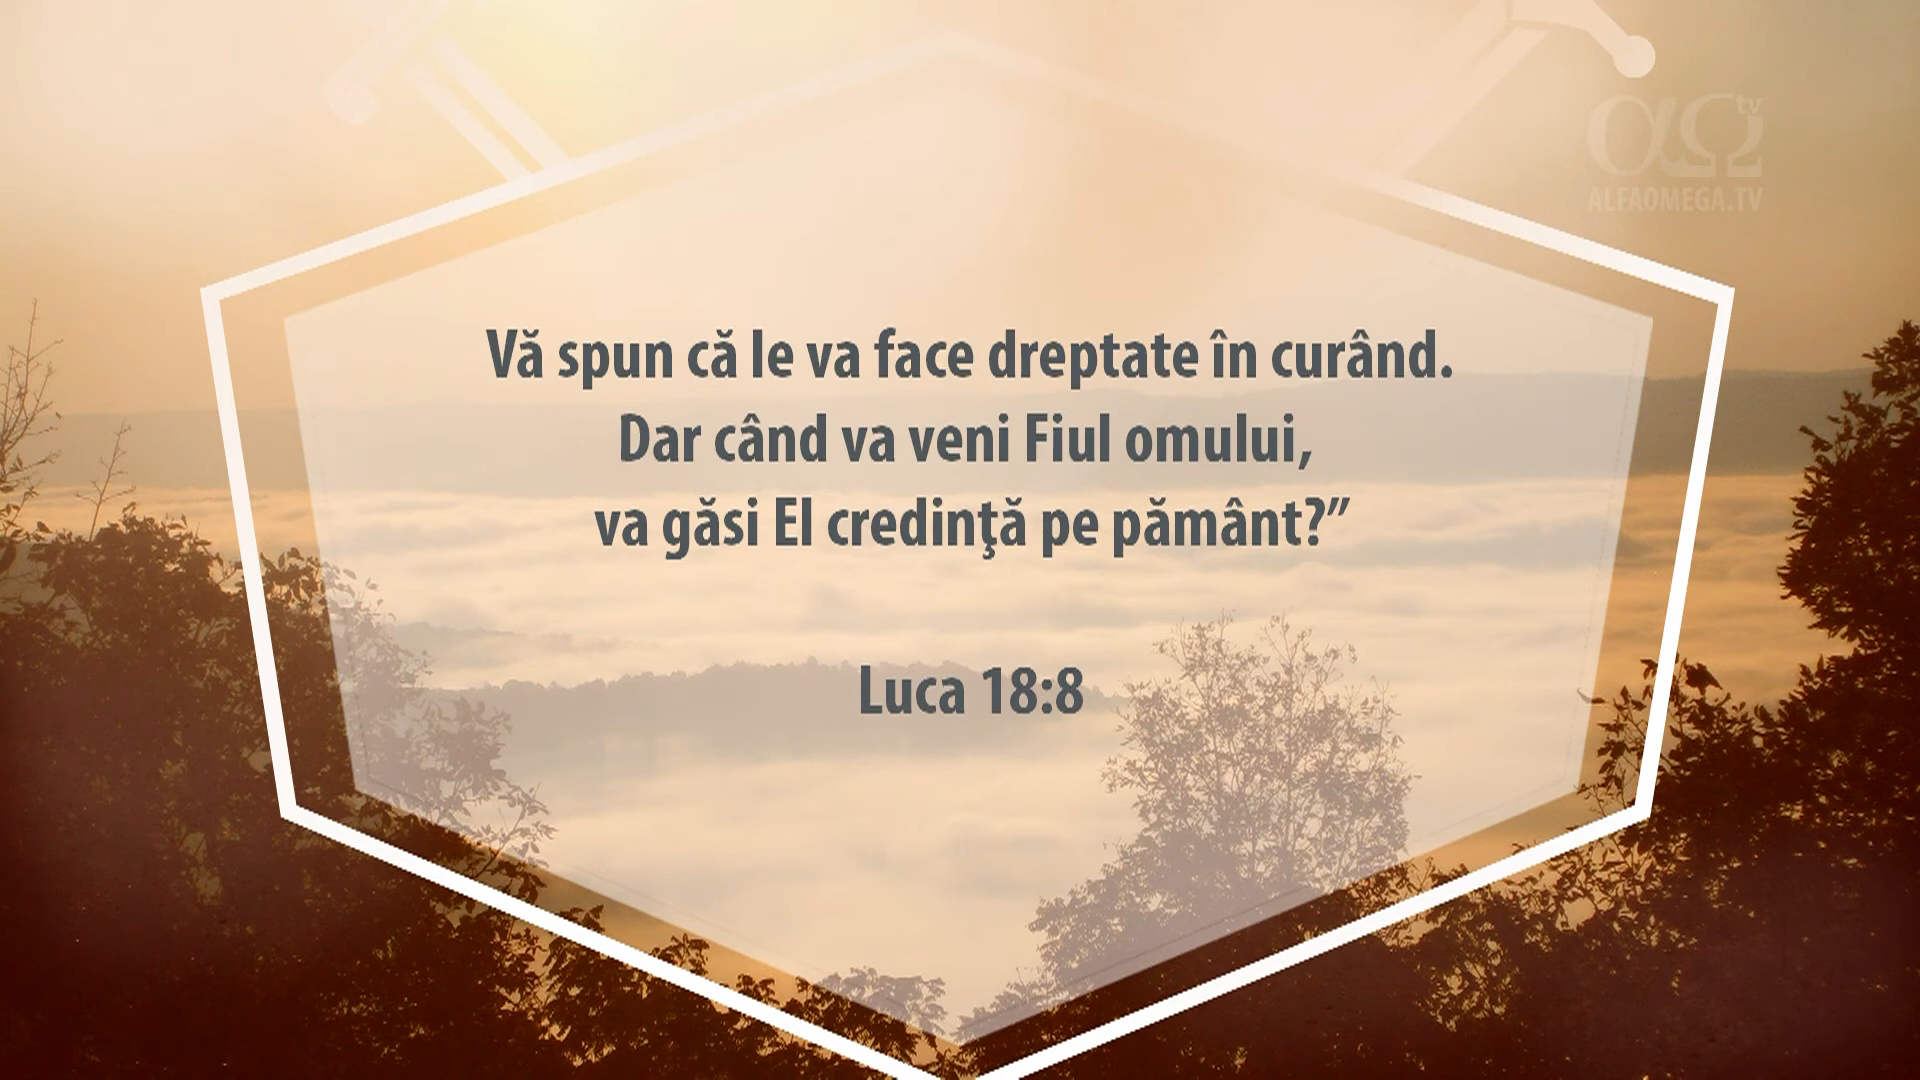 tv
αΩ
ALFAOMEGA.TV
Vă spun că le va face dreptate în curând.
Dar când va veni Fiul omului,
va găsi El credinţă pe pământ?”
Luca 18:8